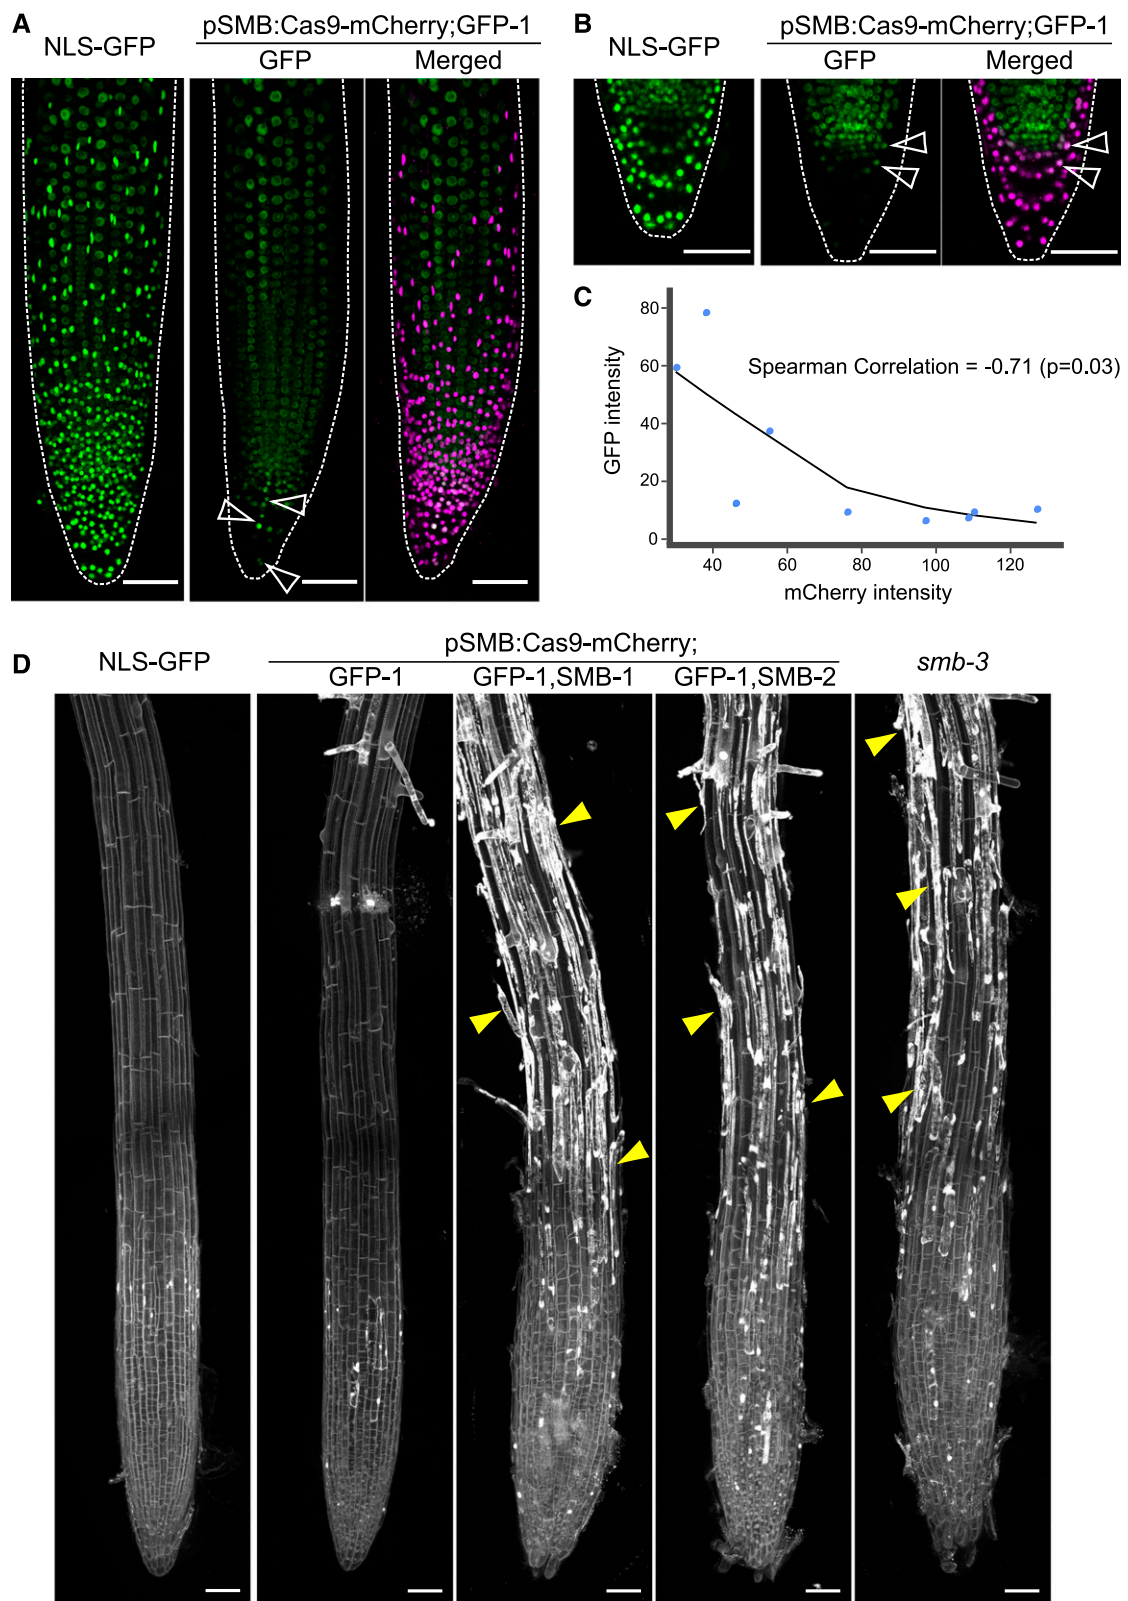 A
NLS-GFP
pSMB:Cas9-mCherry;GFP-1
GFP
Merged
B
NLS-GFP
pSMB:Cas9-mCherry;GFP-1
GFP
Merged
C
80
60
40
20
0
GFP intensity
Spearman Correlation = -0.71 (p=0.03)
40
60
80
100
120
mCherry intensity
D
NLS-GFP
pSMB:Cas9-mCherry;
GFP-1
GFP-1,SMB-1
GFP-1,SMB-2
smb-3